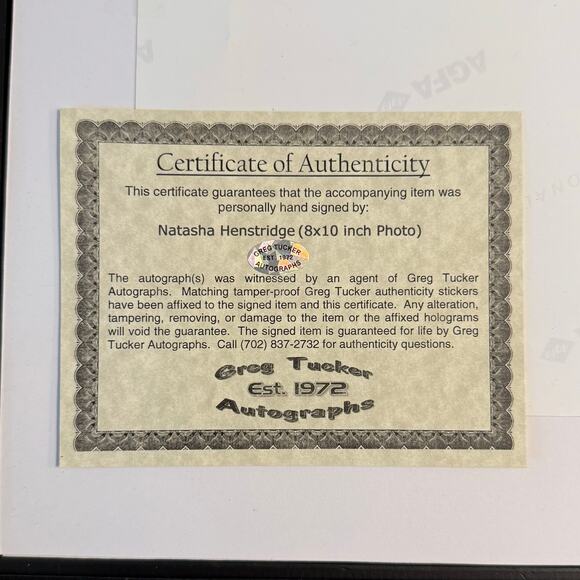 AGFA
Certificate of Authenticity
This certificate guarantees that the accompanying item was
personally hand signed by:
Natasha Henstridge (8x10 inch Photo)
GREG TUCKER
EST. 1972
AUTOGRAPHS
The autograph(s) was witnessed by an agent of Greg Tucker
Autographs. Matching tamper-proof Greg Tucker authenticity stickers
have been affixed to the signed item and this certificate. Any alteration,
tampering, removing, or damage to the item or the affixed holograms
will void the guarantee. The signed item is guaranteed for life by Greg
Tucker Autographs. Call (702) 837-2732 for authenticity questions.
Greg Tucker
Est. 1972
Autographs